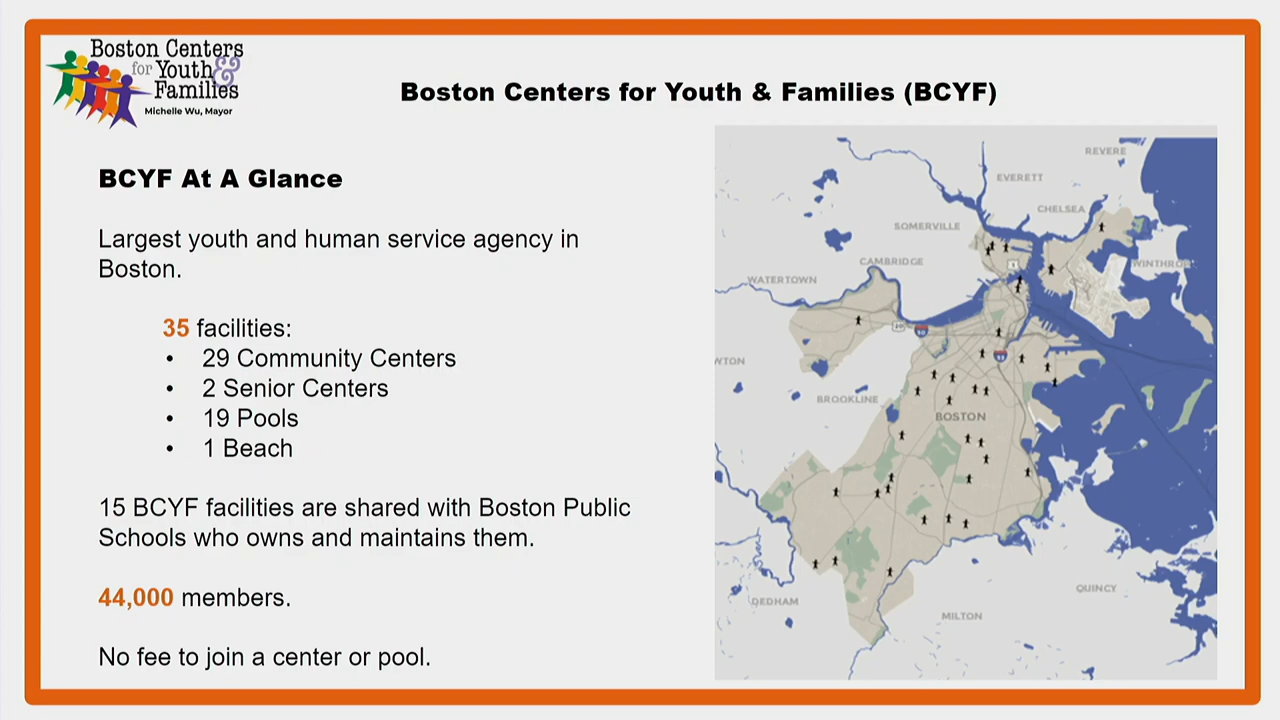 Boston Centers
for Youth &
Families
Michelle Wu, Mayor
Boston Centers for Youth & Families (BCYF)
BCYF At A Glance
Largest youth and human service agency in
Boston.
35 facilities:
• 29 Community Centers
• 2 Senior Centers
• 19 Pools
• 1 Beach
15 BCYF facilities are shared with Boston Public
Schools who owns and maintains them.
44,000 members.
No fee to join a center or pool.
REVERE
EVERETT
CHELSEA
SOMERVILLE
CAMBRIDGE
WINTHRO
WATERTOWN
WTON
BROOKLINE
BOSTON
DEDHAM
QUINCY
MILTON